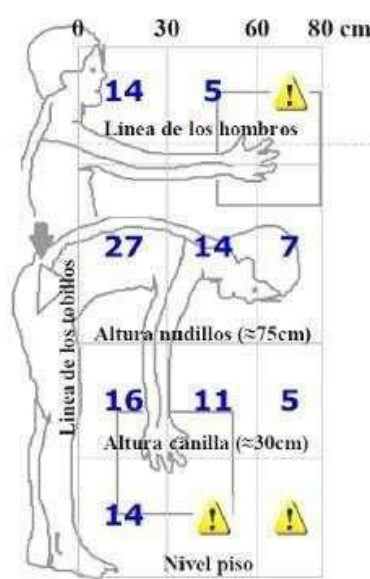 0 30 60 80 cm
14 5
Línea de los hombros
27 14 7
Línea de los tobillos
Altura nudillos (≈75cm)
16 11 5
Altura canilla (≈30cm)
14
Nivel piso